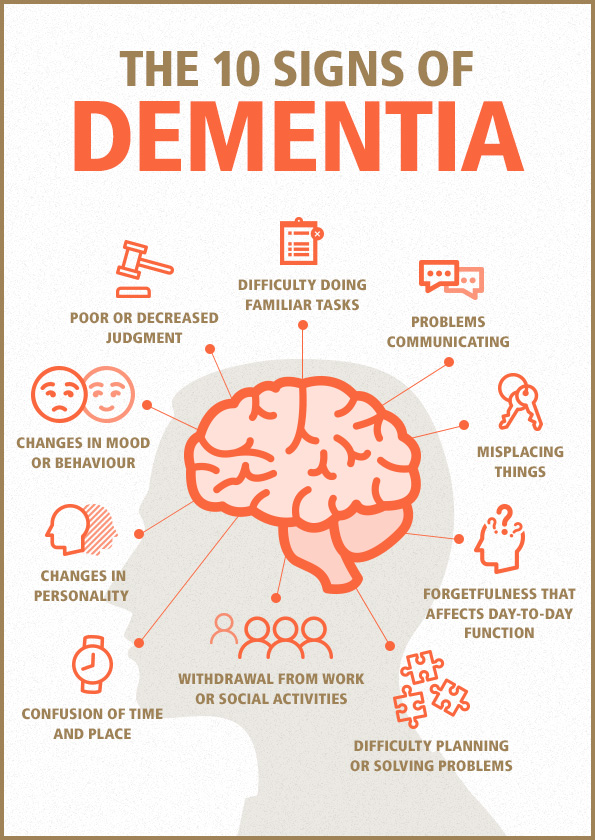 THE 10 SIGNS OF
DEMENTIA
DIFFICULTY DOING
FAMILIAR TASKS
POOR OR DECREASED
JUDGMENT
PROBLEMS
COMMUNICATING
CHANGES IN MOOD
OR BEHAVIOUR
MISPLACING
THINGS
CHANGES IN
PERSONALITY
FORGETFULNESS THAT
AFFECTS DAY-TO-DAY
FUNCTION
WITHDRAWAL FROM WORK
OR SOCIAL ACTIVITIES
CONFUSION OF TIME
AND PLACE
DIFFICULTY PLANNING
OR SOLVING PROBLEMS